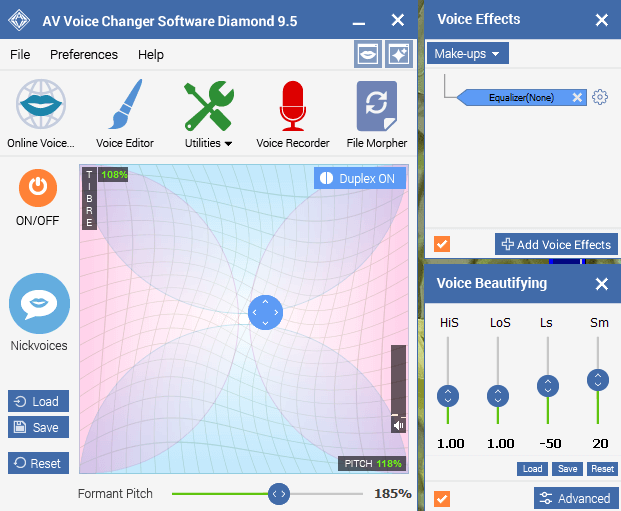 AV Voice Changer Software Diamond 9.5
File Preferences Help
Online Voice... Voice Editor Utilities Voice Recorder File Morpher
ON/OFF
Nickvoices
Load
Save
Reset
TIBRE
108%
Duplex ON
PITCH 118%
Formant Pitch 185%
Voice Effects
Make-ups
Equalizer(None)
Add Voice Effects
Voice Beautifying
HiS LoS Ls Sm
1.00 1.00 -50 20
Load Save Reset
Advanced